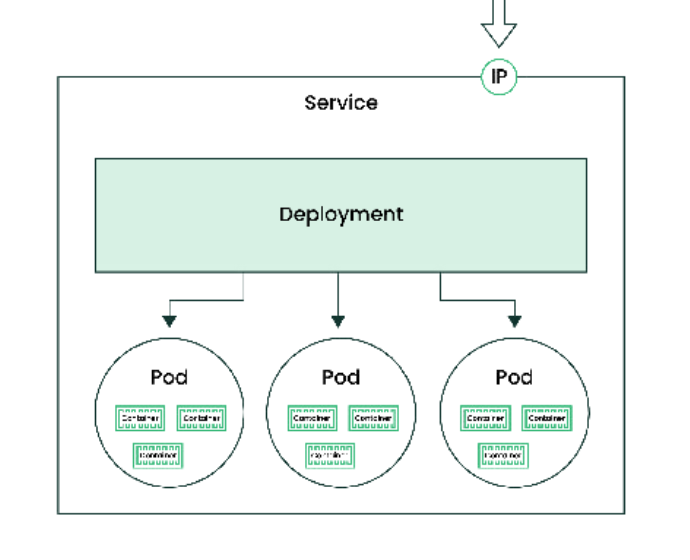 IP
Service
Deployment
Pod
Pod
Pod
Container
Container
Container
Container
Container
Container
Container
Container
Container